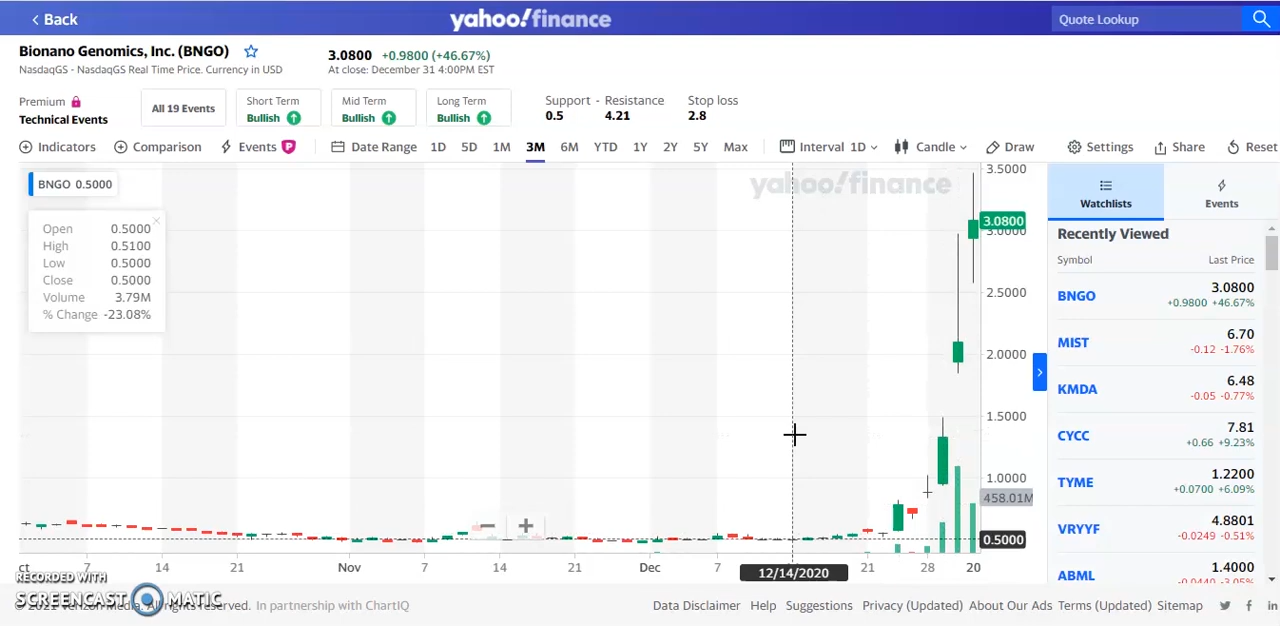 Back
yahoo!finance
Quote Lookup
Bionano Genomics, Inc. (BNGO)
3.0800 +0.9800 (+46.67%)
NasdaqGS - NasdaqGS Real Time Price. Currency in USD
At close: December 31 4:00PM EST
Premium
Technical Events
All 19 Events
Short Term
Bullish
Mid Term
Bullish
Long Term
Bullish
Support - Resistance
0.5 4.21
Stop loss
2.8
Indicators Comparison Events P Date Range 1D 5D 1M 3M 6M YTD 1Y 2Y 5Y Max Interval 1D Candle Draw Settings Share Reset
BNGO 0.5000
yahoo!finance
Open 0.5000
High 0.5100
Low 0.5000
Close 0.5000
Volume 3.79M
% Change -23.08%
3.5000
3.0800
3.0000
2.5000
2.0000
1.5000
1.0000
458.01M
0.5000
ct 7 14 21 Nov 7 14 21 Dec 7 12/14/2020 21 28 20
Watchlists
Events
Recently Viewed
Symbol Last Price
BNGO 3.0800
+0.9800 +46.67%
MIST 6.70
-0.12 -1.76%
KMDA 6.48
-0.05 -0.77%
CYCC 7.81
+0.66 +9.23%
TYME 1.2200
+0.0700 +6.09%
VRYYF 4.8801
-0.0249 -0.51%
ABML 1.4000
-0.0440 -3.05%
RECORDED WITH
SCREENCAST MATIC
Media. All rights reserved. In partnership with ChartIQ
Data Disclaimer Help Suggestions Privacy (Updated) About Our Ads Terms (Updated) Sitemap